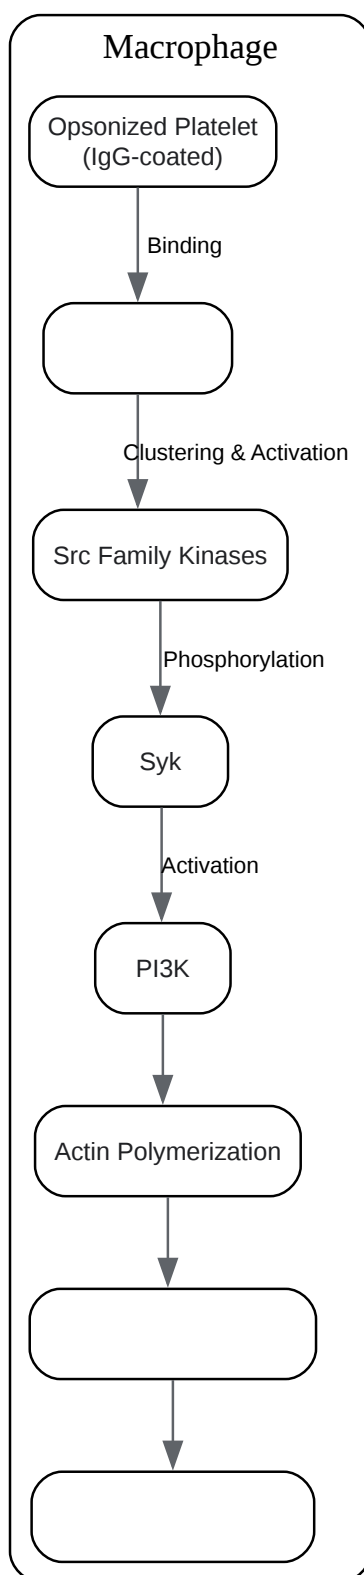 Macrophage
Opsonized Platelet
(IgG-coated)
Binding
Clustering & Activation
Src Family Kinases
Phosphorylation
Syk
Activation
PI3K
Actin Polymerization